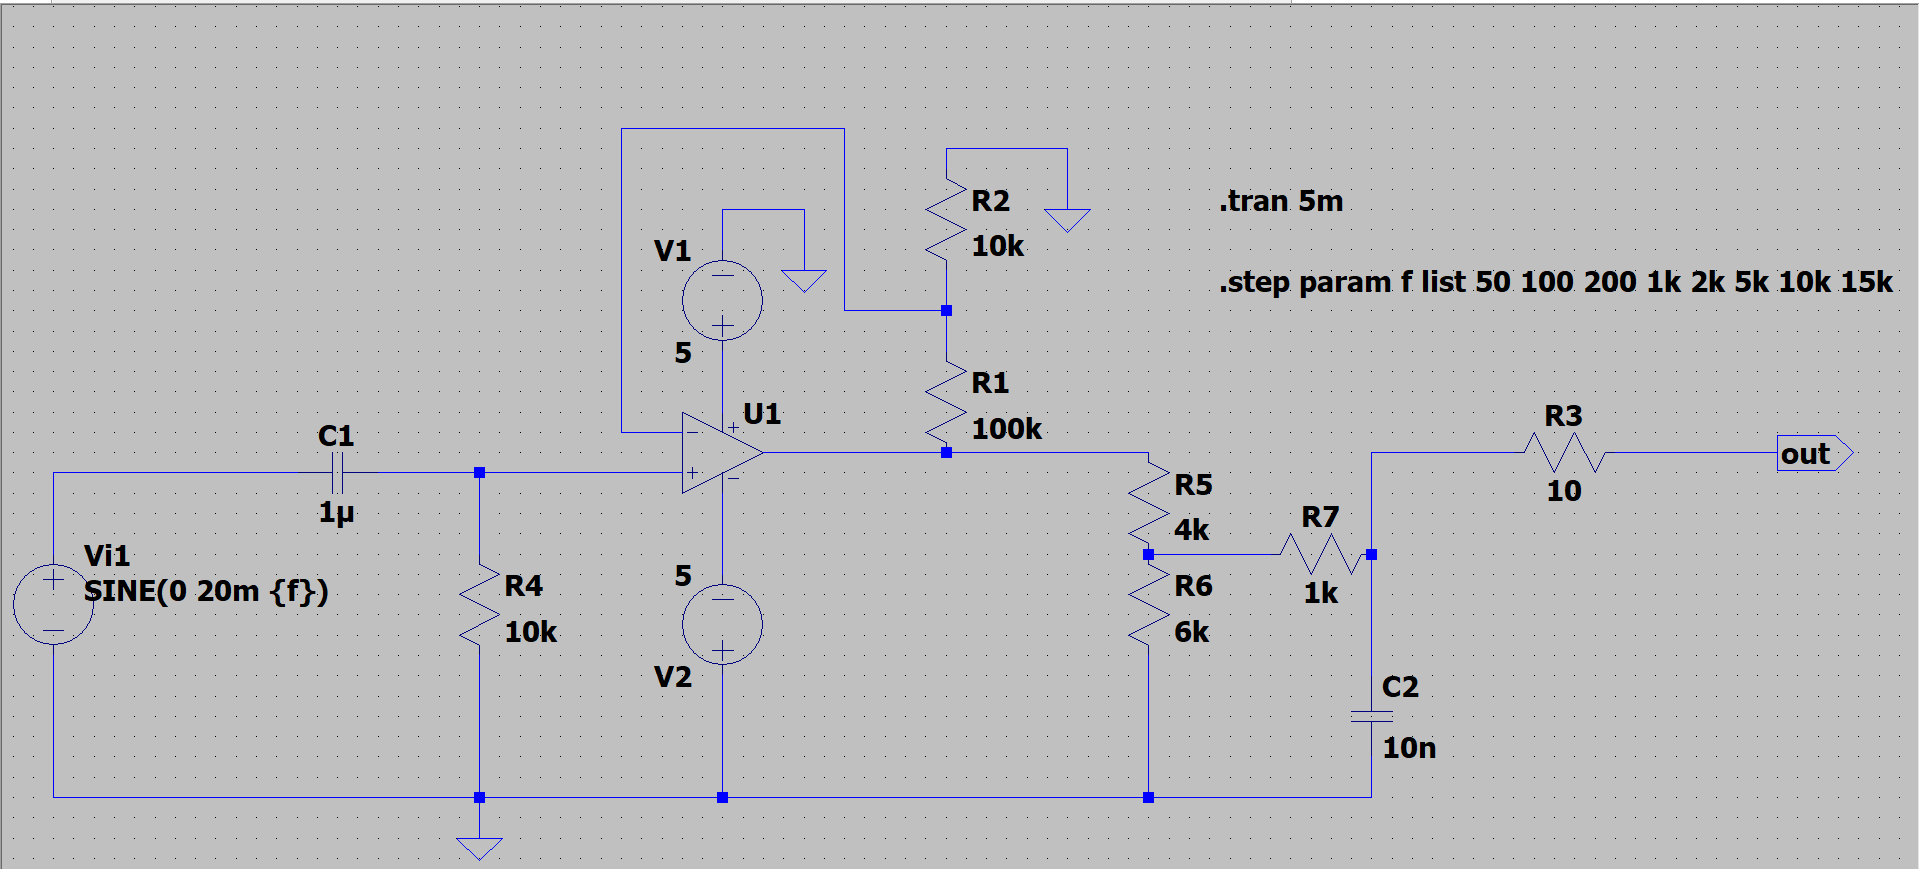 R2
10k
.tran 5m
V1
5
.step param f list 50 100 200 1k 2k 5k 10k 15k
R1
100k
U1
C1
1µ
R3
10
out
R5
4k
R7
1k
Vi1
SINE(0 20m {f})
R4
10k
5
V2
R6
6k
C2
10n